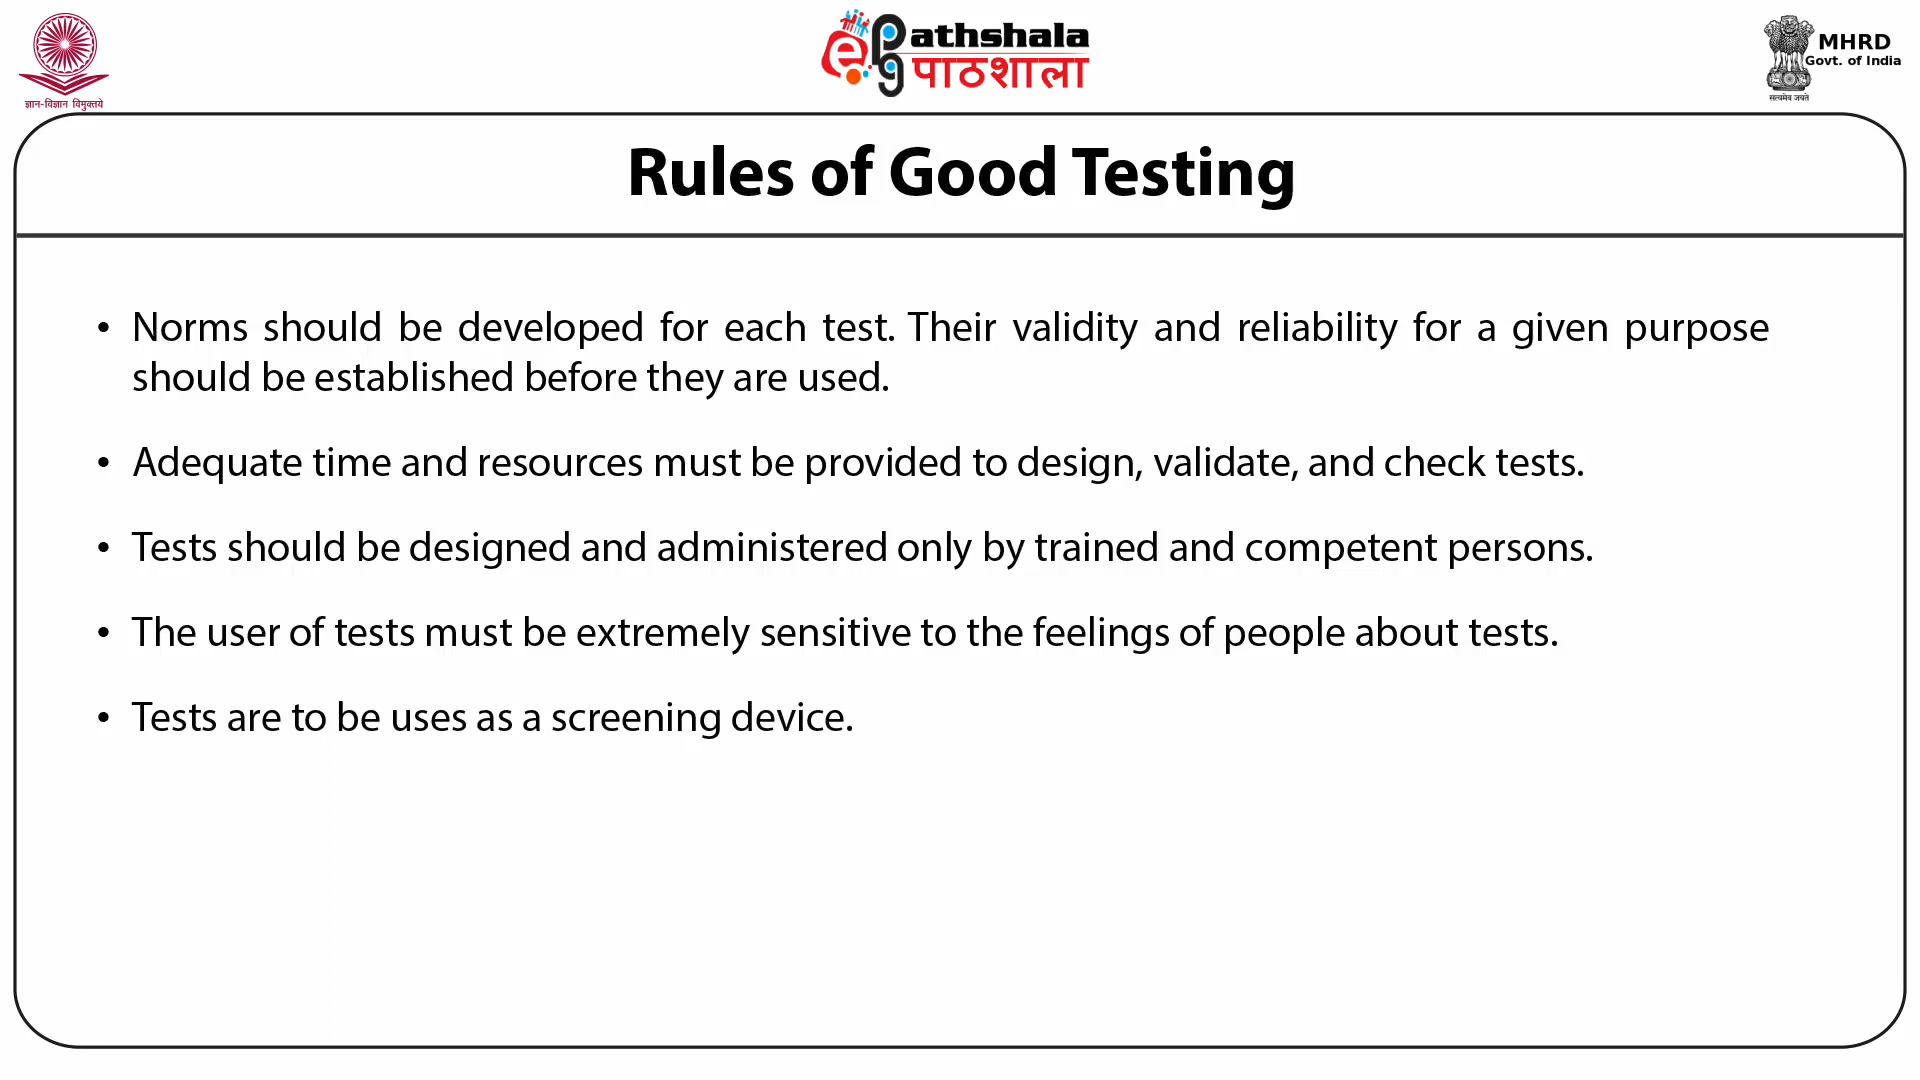 ज्ञान-विज्ञान विमुक्तये
ePG athshala
पाठशाला
MHRD
Govt. of India
सत्यमेव जयते
Rules of Good Testing
• Norms should be developed for each test. Their validity and reliability for a given purpose
should be established before they are used.
• Adequate time and resources must be provided to design, validate, and check tests.
• Tests should be designed and administered only by trained and competent persons.
• The user of tests must be extremely sensitive to the feelings of people about tests.
• Tests are to be uses as a screening device.